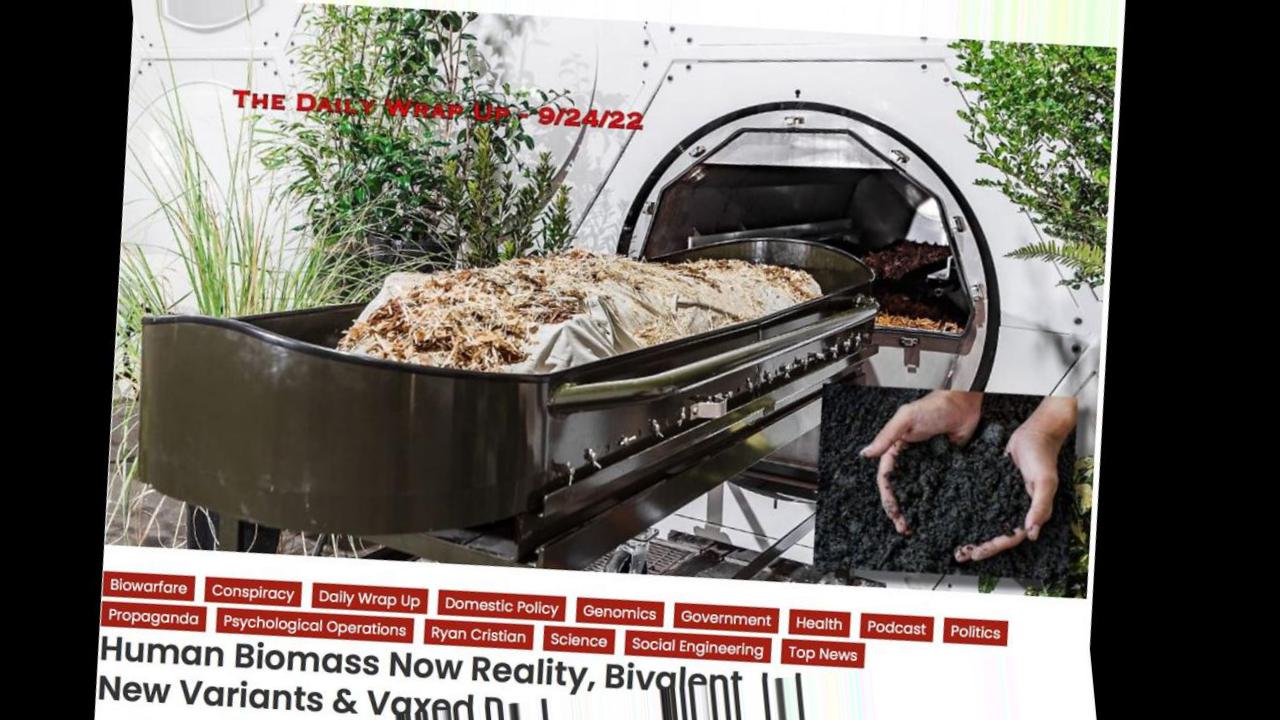 THE DAILY WRAP UP - 9/24/22
Biowarfare Conspiracy Daily Wrap Up Domestic Policy Genomics Government Health Podcast Politics
Propaganda Psychological Operations Ryan Cristian Science Social Engineering Top News
Human Biomass Now Reality, Bivalent
New Variants & Vaxed